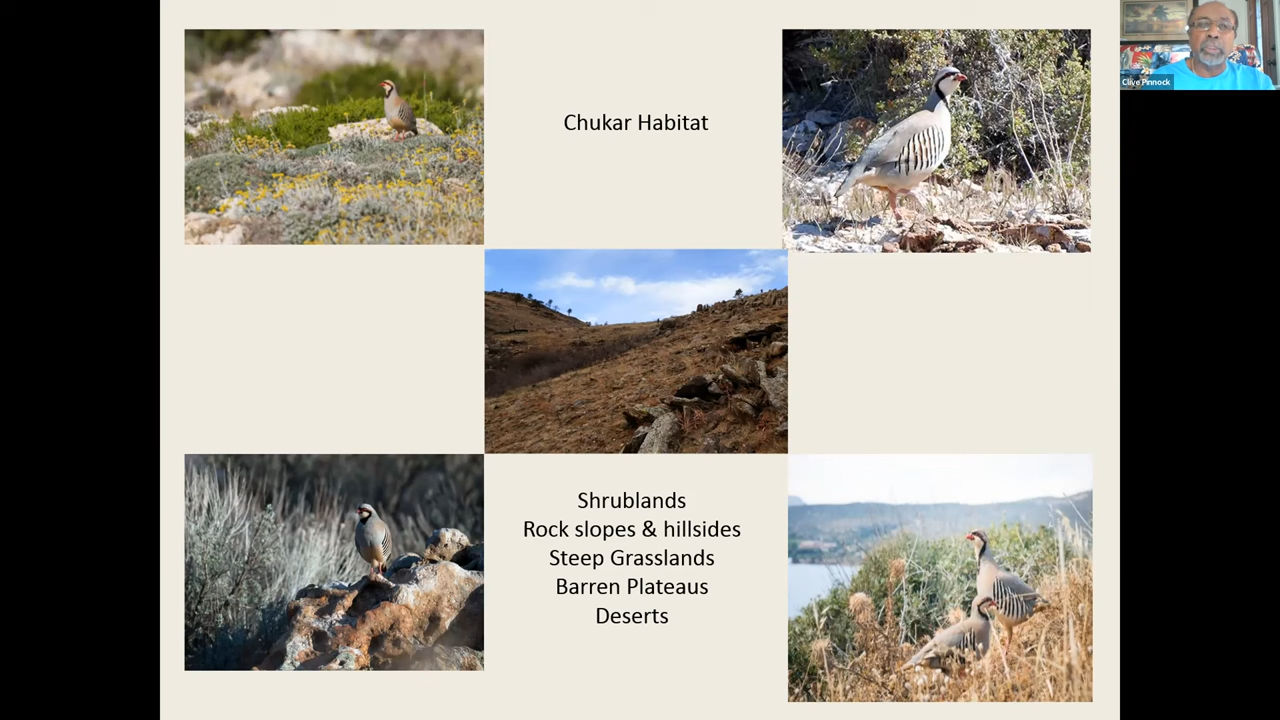 Chukar Habitat
Clive Pinnock
Shrublands
Rock slopes & hillsides
Steep Grasslands
Barren Plateaus
Deserts